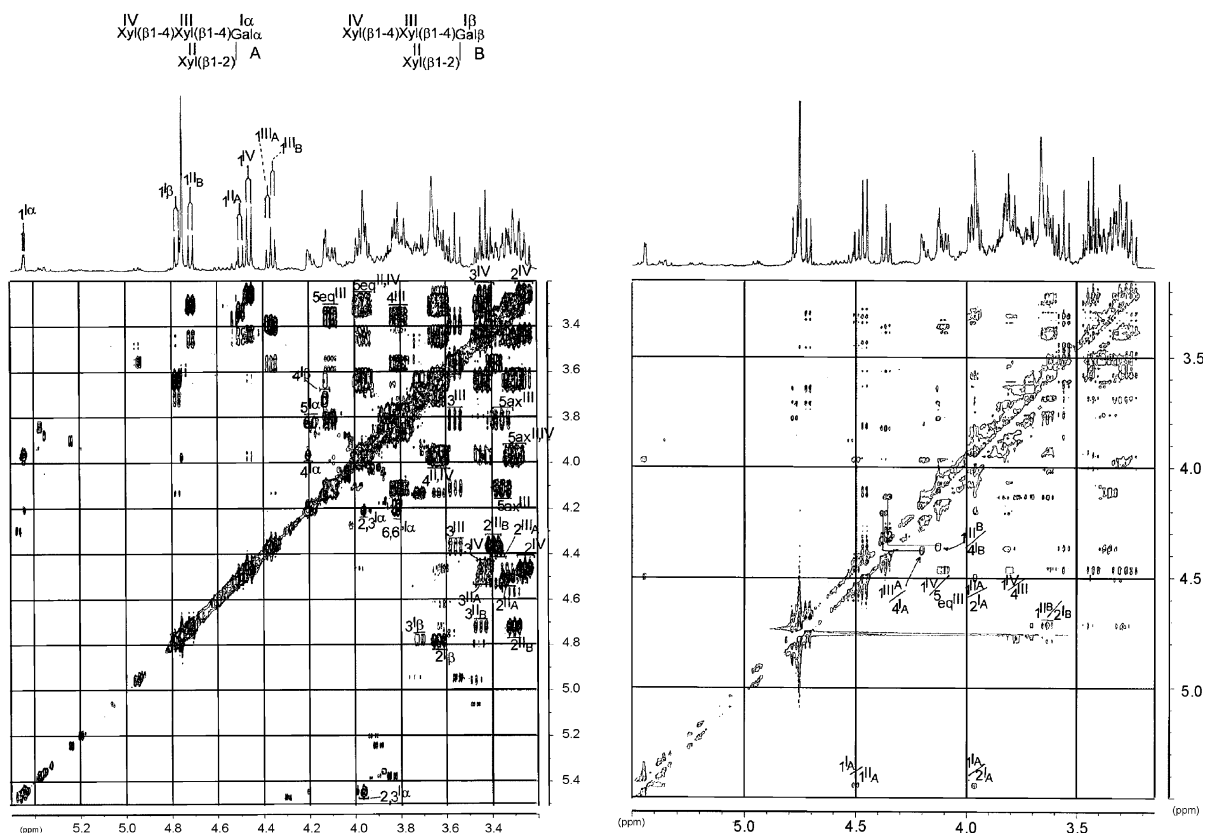 IV III Iα
Xyl(β1-4)Xyl(β1-4)Galα
II
Xyl(β1-2) A
IV III Iβ
Xyl(β1-4)Xyl(β1-4)Galβ
II
Xyl(β1-2) B
1IIIA
1IIIB
1IV
1Iβ
1IIB
1IIA
1Iα
3IV 2IV
5eqIII 5eqII,IV 4III
4Iβ
5Iα 3III 5axIII
5axII,IV
4Iα 4II,IV
5axIII
2,3Iα
6,6'Iα
3III 2IIB 2IIIA
3IV 2IV
3IIA 2IIA
3IIB
3Iβ
2Iβ 2IIB
2,3Iα
3.4
3.6
3.8
4.0
4.2
4.4
4.6
4.8
5.0
5.2
5.4
(ppm) 5.2 5.0 4.8 4.6 4.4 4.2 4.0 3.8 3.6 3.4
1IIB
4IB
1IIIA 1IV 1IIA 1IV
4IA 5eqIII 2IA 4III
1IIB/2IB
1IA 1IA
1IIA 2IA
3.5
4.0
4.5
5.0
(ppm) 5.0 4.5 4.0 3.5